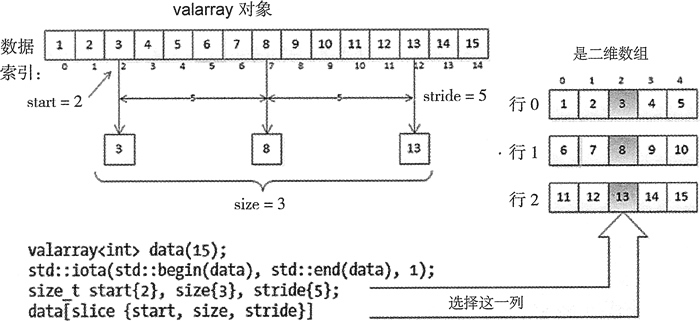 valarray 对象
数据 1 2 3 4 5 6 7 8 9 10 11 12 13 14 15
索引: 0 1 2 3 4 5 6 7 8 9 10 11 12 13 14
start = 2
5 5
stride = 5
3 8 13
size = 3
是二维数组
0 1 2 3 4
行 0 1 2 3 4 5
行 1 6 7 8 9 10
行 2 11 12 13 14 15
valarray<int> data(15);
std::iota(std::begin(data), std::end(data), 1);
size_t start{2}, size{3}, stride{5};
data[slice {start, size, stride}]
选择这一列